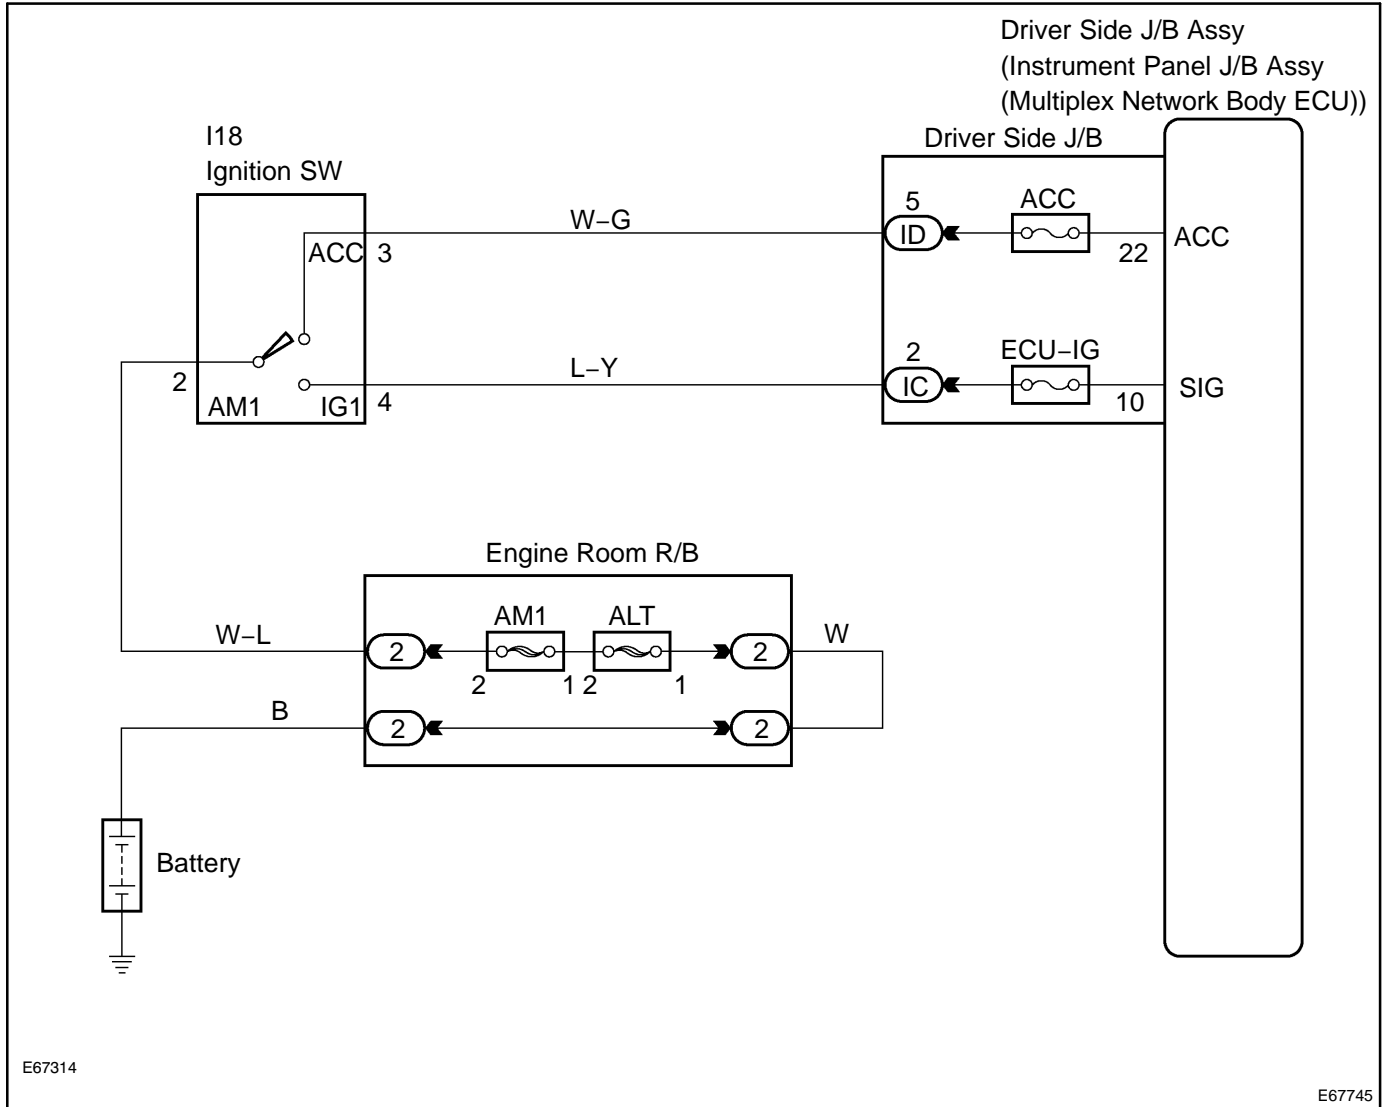 Driver Side J/B Assy
(Instrument Panel J/B Assy
(Multiplex Network Body ECU))
I18
Ignition SW
Driver Side J/B
W–G
5
ID
ACC
22
ACC
ACC
3
L–Y
2
IC
ECU–IG
10
SIG
2
AM1
IG1
4
Engine Room R/B
W–L
2
AM1
ALT
2
W
2
1
2
1
B
2
2
Battery
E67314
E67745